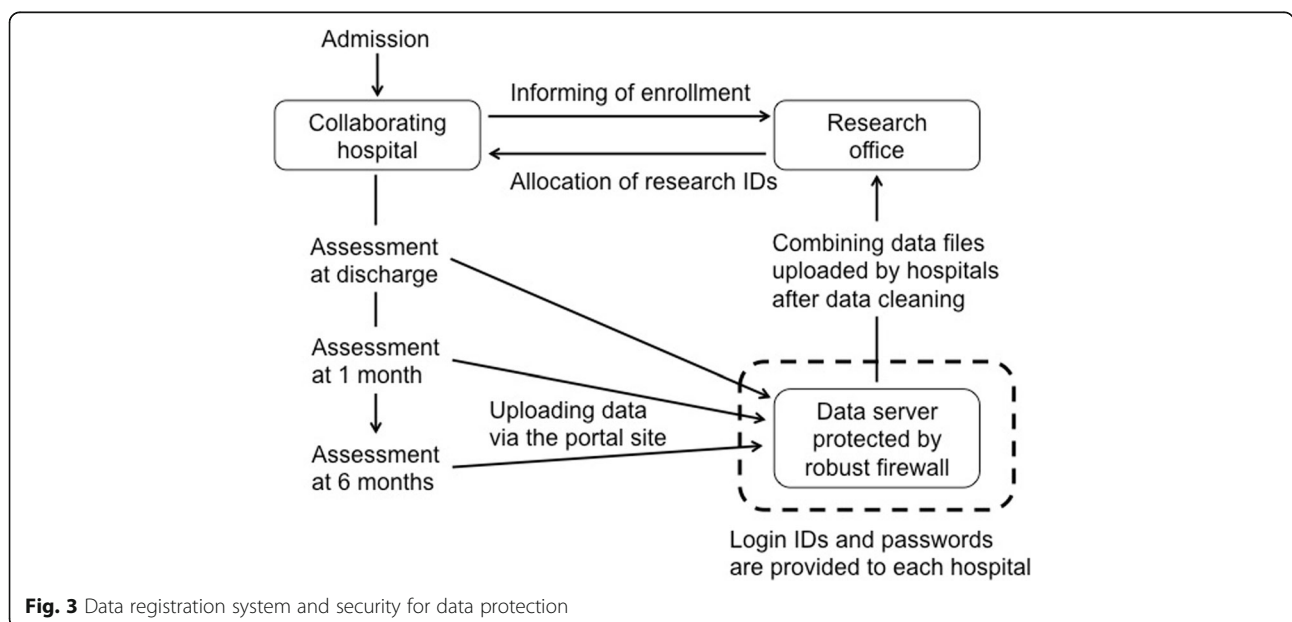 Admission
Collaborating
hospital
Informing of enrollment
Allocation of research IDs
Research
office
Assessment
at discharge
Assessment
at 1 month
Assessment
at 6 months
Uploading data
via the portal site
Combining data files
uploaded by hospitals
after data cleaning
Data server
protected by
robust firewall
Login IDs and passwords
are provided to each hospital
Fig. 3 Data registration system and security for data protection